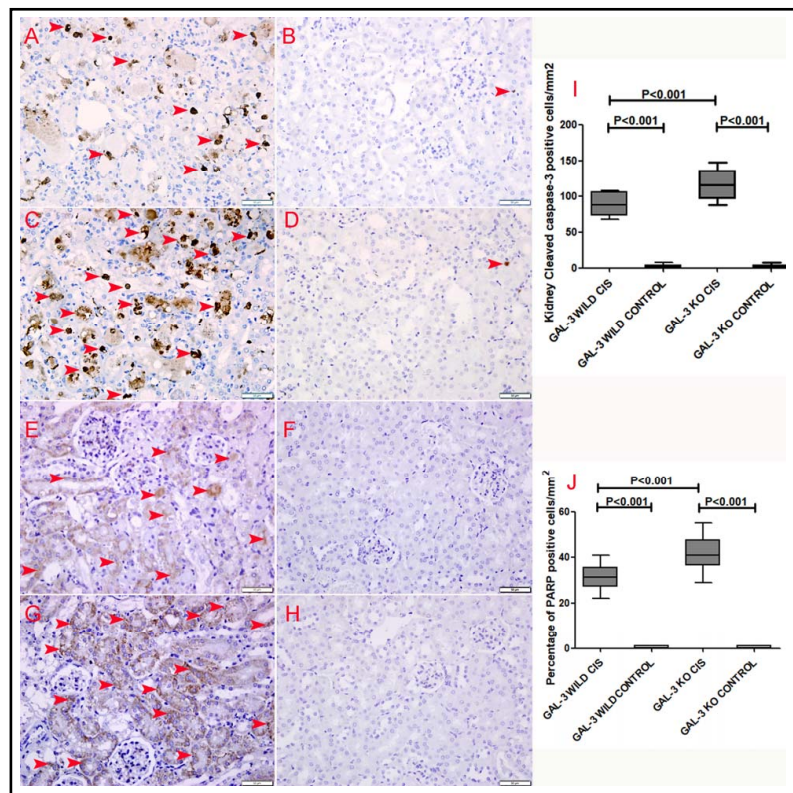 A
B
C
D
E
F
G
H
I
P<0.001
P<0.001
P<0.001
Kidney Cleaved caspase-3 positive cells/mm2
200
150
100
50
0
GAL-3 WILD CIS
GAL-3 WILD CONTROL
GAL-3 KO CIS
GAL-3 KO CONTROL
J
P<0.001
P<0.001
P<0.001
Percentage of PARP positive cells/mm²
60
40
20
0
GAL-3 WILD CIS
GAL-3 WILD CONTROL
GAL-3 KO CIS
GAL-3 KO CONTROL